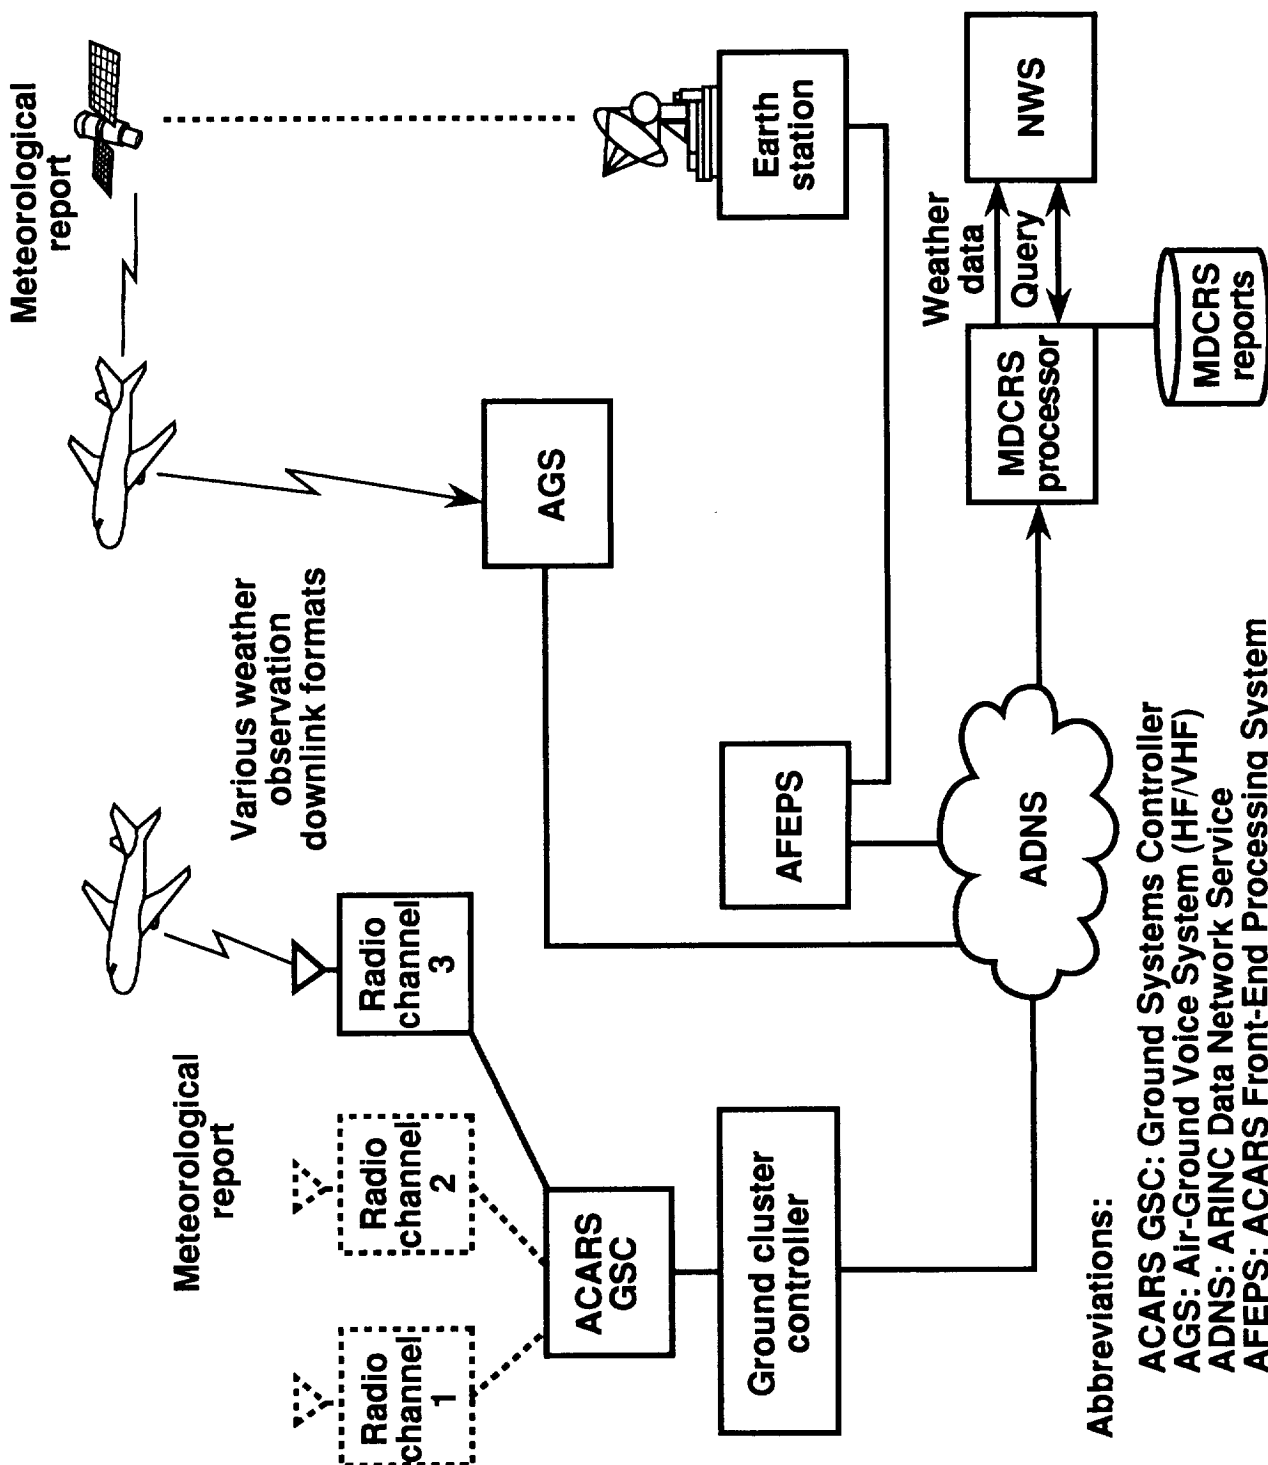 Meteorological
report
Meteorological
report
Various weather
observation
downlink formats
Radio
channel
1
Radio
channel
2
Radio
channel
3
ACARS
GSC
Ground cluster
controller
AGS
AFEPS
Earth
station
ADNS
MDCRS
processor
Weather
data
Query
NWS
MDCRS
reports
Abbreviations:
ACARS GSC: Ground Systems Controller
AGS: Air-Ground Voice System (HF/VHF)
ADNS: ARINC Data Network Service
AFEPS: ACARS Front-End Processing System